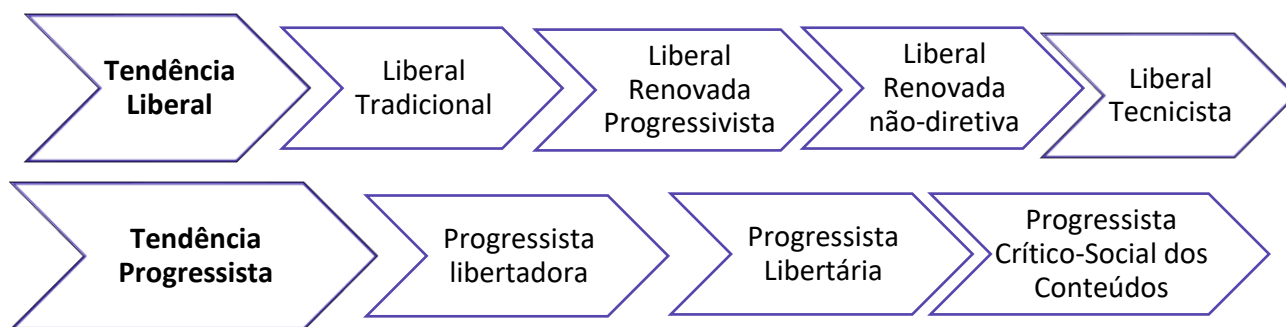 Tendência
Liberal
Liberal
Tradicional
Liberal
Renovada
Progressivista
Liberal
Renovada
não-diretiva
Liberal
Tecnicista
Tendência
Progressista
Progressista
libertadora
Progressista
Libertária
Progressista
Crítico-Social dos
Conteúdos